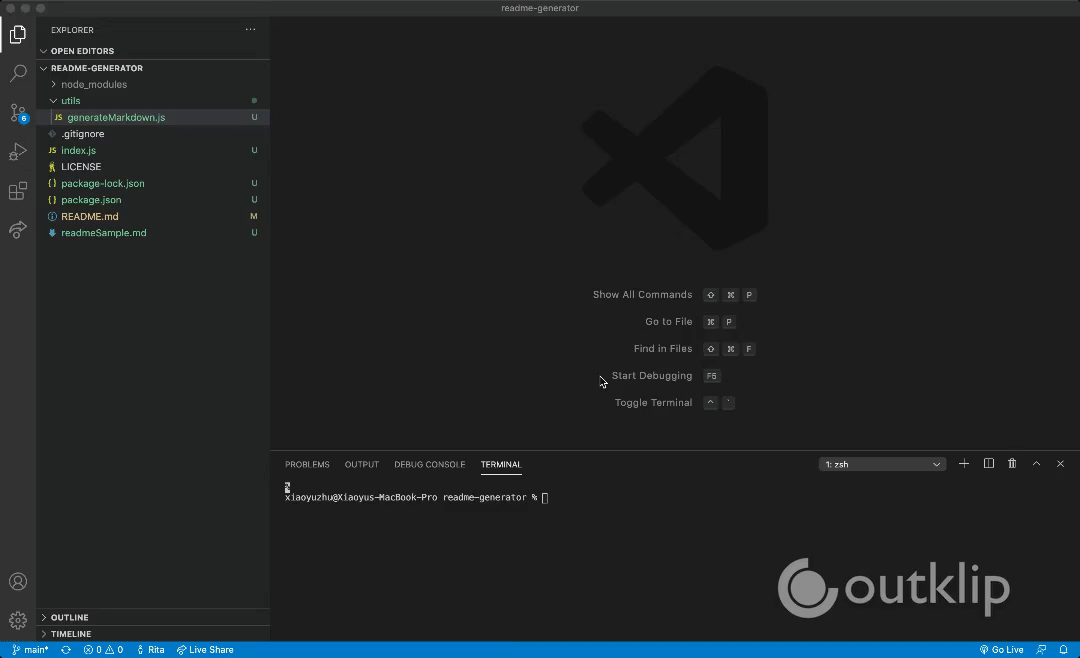 readme-generator
EXPLORER
OPEN EDITORS
README-GENERATOR
node_modules
utils
JS generateMarkdown.js U
.gitignore
6
JS index.js U
LICENSE
{} package-lock.json U
{} package.json U
README.md M
readmeSample.md U
Show All Commands ⇧ ⌘ P
Go to File ⌘ P
Find in Files ⇧ ⌘ F
Start Debugging F5
Toggle Terminal ^ `
PROBLEMS OUTPUT DEBUG CONSOLE TERMINAL 1: zsh
xiaoyuzhu@Xiaoyus-MacBook-Pro readme-generator %
outklip
OUTLINE
TIMELINE
main* 0 0 Rita Live Share Go Live